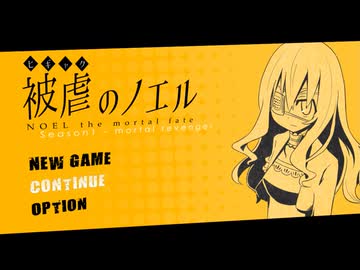 ヒギャク
被虐のノエル
NOEL the mortal fate
Season1 - mortal revenge-
NEW GAME
CONTINUE
OPTION